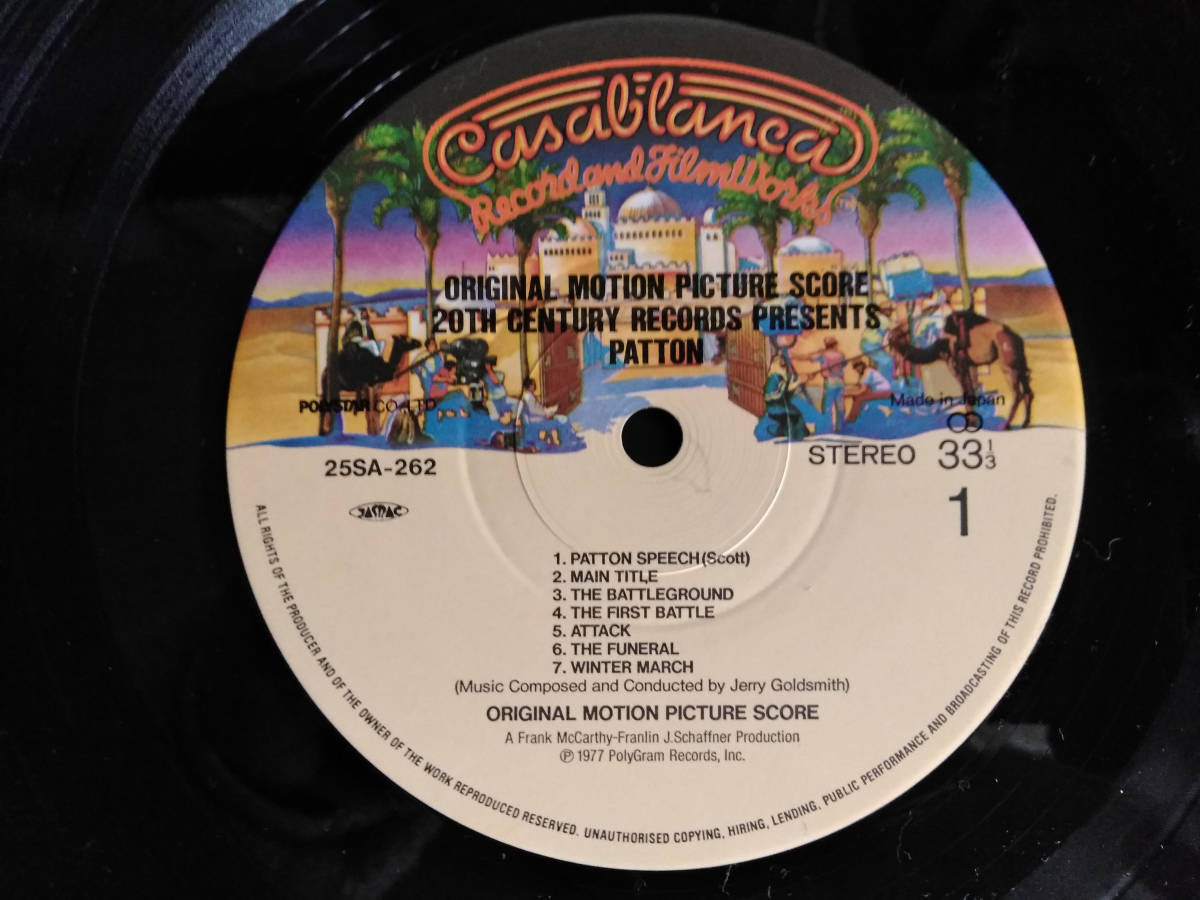 Casablanca
Record and FilmWorks
TM
ORIGINAL MOTION PICTURE SCORE
20TH CENTURY RECORDS PRESENTS
PATTON
POLYSTAR CO., LTD.
Made in Japan
25SA-262
STEREO 33 1/3
JASRAC
1
1. PATTON SPEECH(Scott)
2. MAIN TITLE
3. THE BATTLEGROUND
4. THE FIRST BATTLE
5. ATTACK
6. THE FUNERAL
7. WINTER MARCH
(Music Composed and Conducted by Jerry Goldsmith)
ORIGINAL MOTION PICTURE SCORE
A Frank McCarthy-Franlin J.Schaffner Production
Ⓟ 1977 PolyGram Records, Inc.
ALL RIGHTS OF THE PRODUCER AND OF THE OWNER OF THE WORK REPRODUCED RESERVED. UNAUTHORISED COPYING, HIRING, LENDING, PUBLIC PERFORMANCE AND BROADCASTING OF THIS RECORD PROHIBITED.